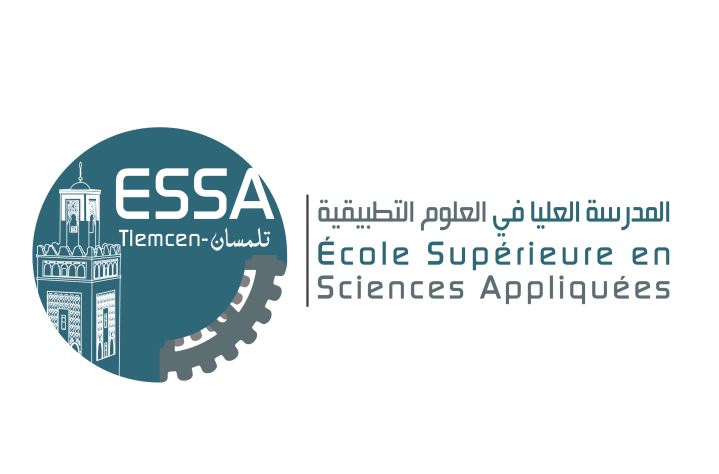 ESSA
Tlemcen-تلمسان
المدرسة العليا في العلوم التطبيقية
École Supérieure en
Sciences Appliquées